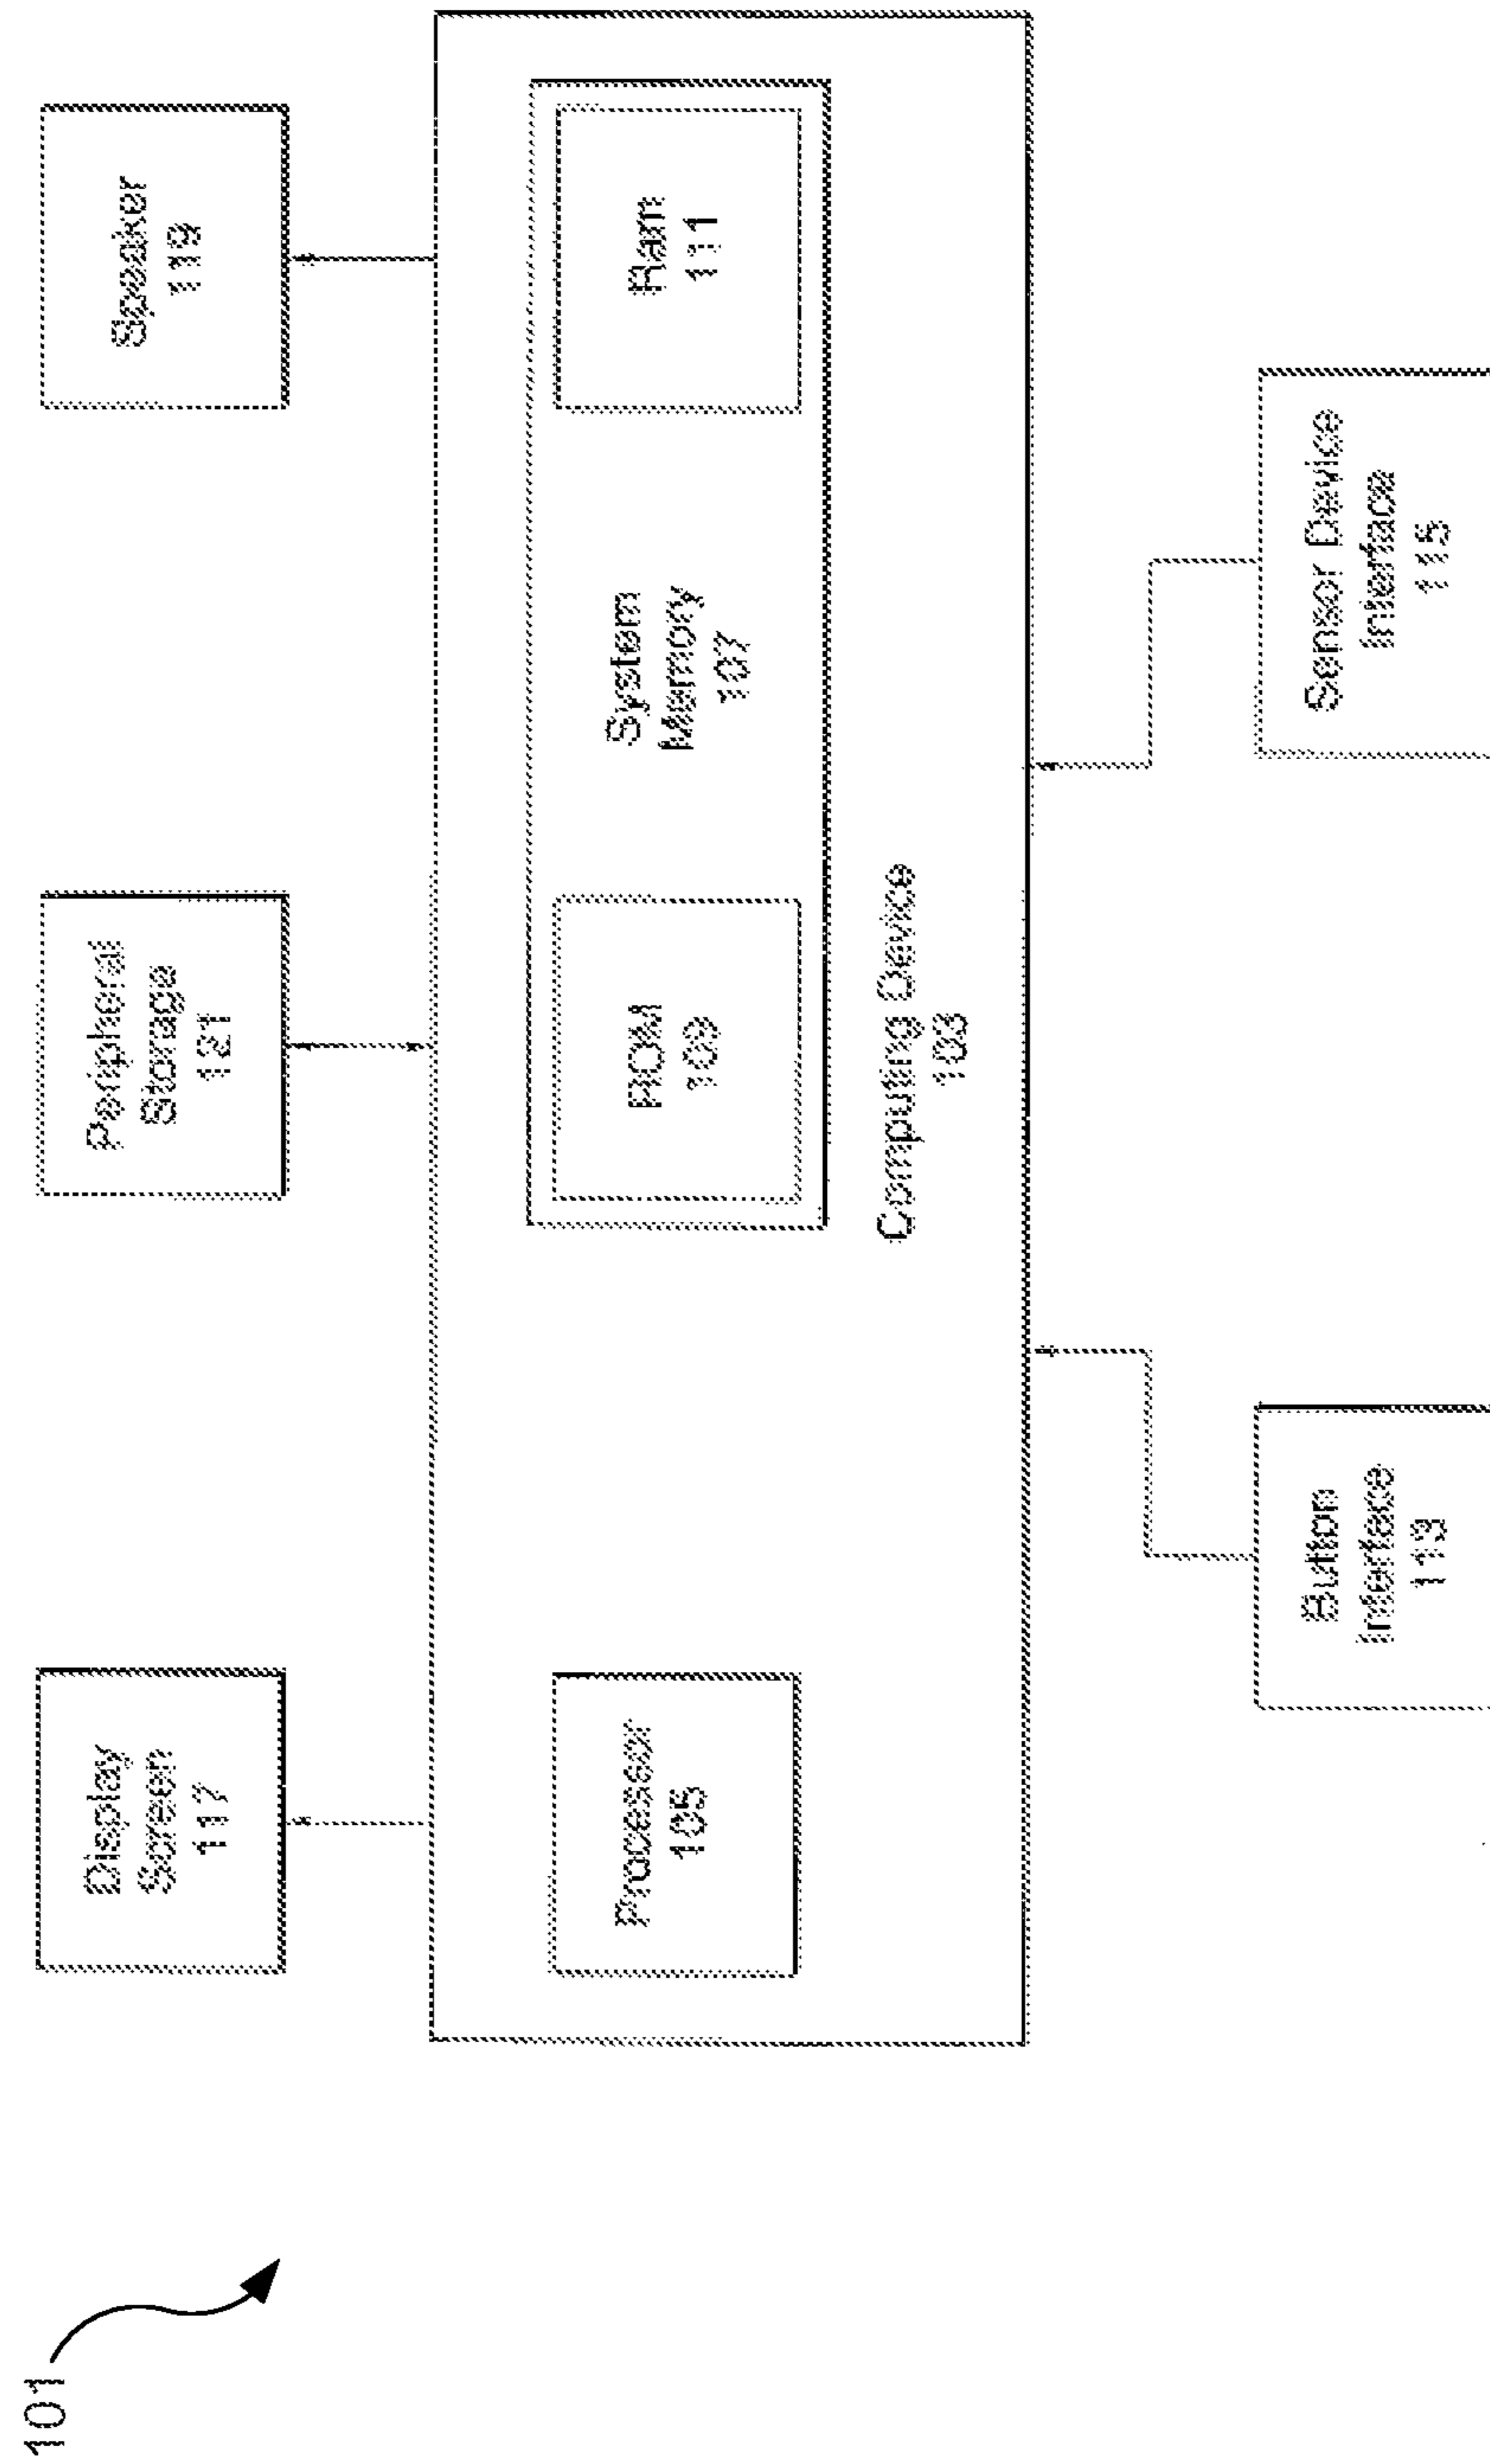 101
Display
Screen
117
Peripheral
Storage
121
Speaker
119
Processor
105
ROM
109
System
Memory
107
Ram
111
Computing Device
103
Button
Interface
113
Sensor Device
Interface
115